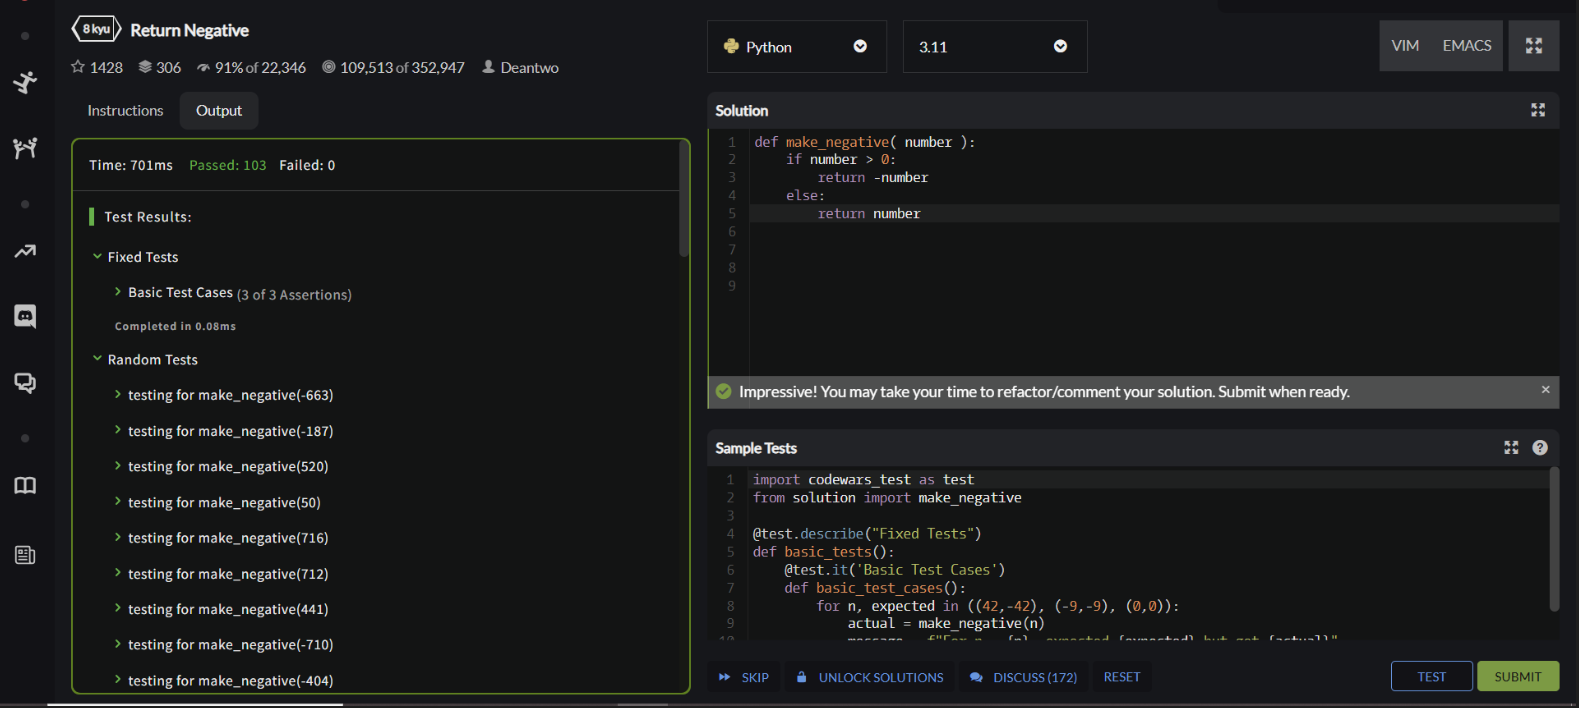 8 kyu Return Negative
1428 306 91% of 22,346 109,513 of 352,947 Deantwo
Instructions Output
Time: 701ms Passed: 103 Failed: 0
Test Results:
Fixed Tests
Basic Test Cases (3 of 3 Assertions)
Completed in 0.08ms
Random Tests
testing for make_negative(-663)
testing for make_negative(-187)
testing for make_negative(520)
testing for make_negative(50)
testing for make_negative(716)
testing for make_negative(712)
testing for make_negative(441)
testing for make_negative(-710)
testing for make_negative(-404)
Python 3.11 VIM EMACS
Solution
1 def make_negative( number ):
2 if number > 0:
3 return -number
4 else:
5 return number
6
7
8
9
Impressive! You may take your time to refactor/comment your solution. Submit when ready. ×
Sample Tests ?
1 import codewars_test as test
2 from solution import make_negative
3
4 @test.describe("Fixed Tests")
5 def basic_tests():
6 @test.it('Basic Test Cases')
7 def basic_test_cases():
8 for n, expected in ((42,-42), (-9,-9), (0,0)):
9 actual = make_negative(n)
SKIP UNLOCK SOLUTIONS DISCUSS (172) RESET TEST SUBMIT